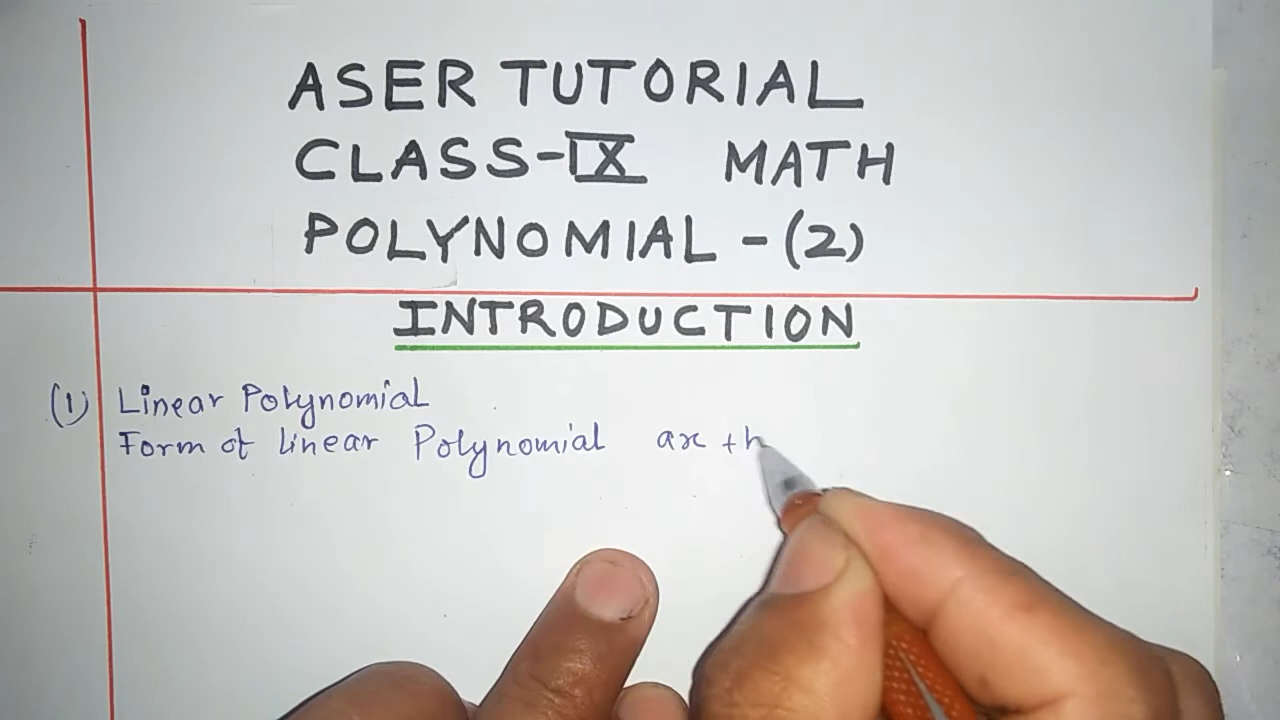 ASER TUTORIAL
CLASS-IX MATH
POLYNOMIAL - (2)
INTRODUCTION
(1) Linear Polynomial
Form of linear Polynomial ax +